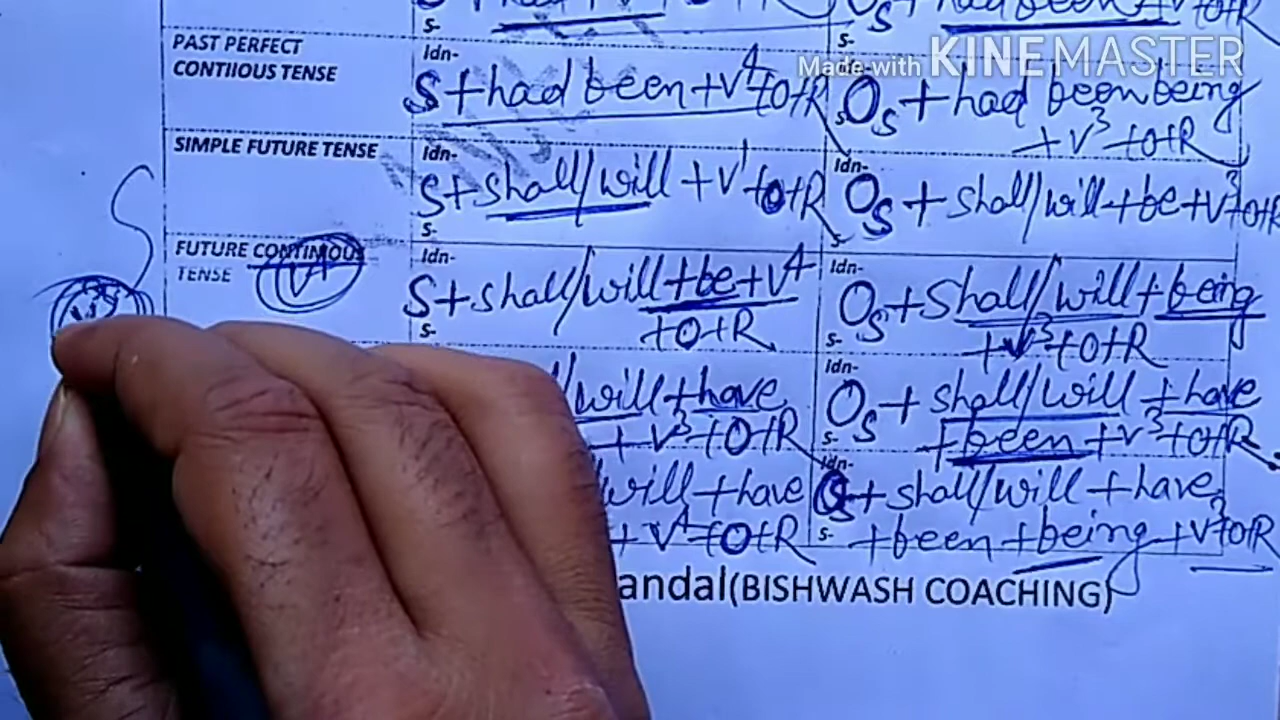 S-
S-
Made with KINEMASTER
PAST PERFECT
CONTIIOUS TENSE
Idn-
S+had been+V⁴+O+R
Os+had been being
+V³+O+R
S-
SIMPLE FUTURE TENSE
Idn-
S+shall/will+V¹+O+R
S-
Idn-
Os+shall/will+be+V³+O+R
S-
FUTURE CONTINIOUS
TENSE
V⁴
Idn-
S+shall/will+be+V⁴
+O+R
S-
Idn-
Os+Shall/will+being
+V³+O+R
S-
/will+have
+V³+O+R
Idn-
Os+shall/will+have
+been+V³+O+R
S-
will+have
+V⁴+O+R
Idn-
+shall/will+have
+been+being+V³+O+R
S-
andal(BISHWASH COACHING)